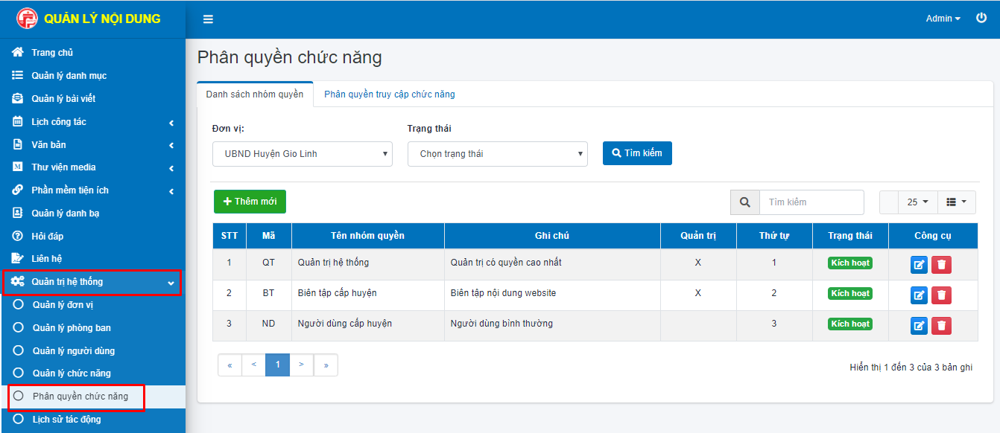 QUẢN LÝ NỘI DUNG
Admin
Trang chủ
Quản lý danh mục
Quản lý bài viết
Lịch công tác
Văn bản
Thư viện media
Phần mềm tiện ích
Quản lý danh bạ
Hỏi đáp
Liên hệ
Quản trị hệ thống
Quản lý đơn vị
Quản lý phòng ban
Quản lý người dùng
Quản lý chức năng
Phân quyền chức năng
Lịch sử tác động
Phân quyền chức năng
Danh sách nhóm quyền Phân quyền truy cập chức năng
Đơn vị: Trạng thái
UBND Huyện Gio Linh Chọn trạng thái Tìm kiếm
+ Thêm mới Tìm kiếm 25
STT Mã Tên nhóm quyền Ghi chú Quản trị Thứ tự Trạng thái Công cụ
1 QT Quản trị hệ thống Quản trị có quyền cao nhất X 1 Kích hoạt
2 BT Biên tập cấp huyện Biên tập nội dung website X 2 Kích hoạt
3 ND Người dùng cấp huyện Người dùng bình thường 3 Kích hoạt
« < 1 > »
Hiển thị 1 đến 3 của 3 bản ghi